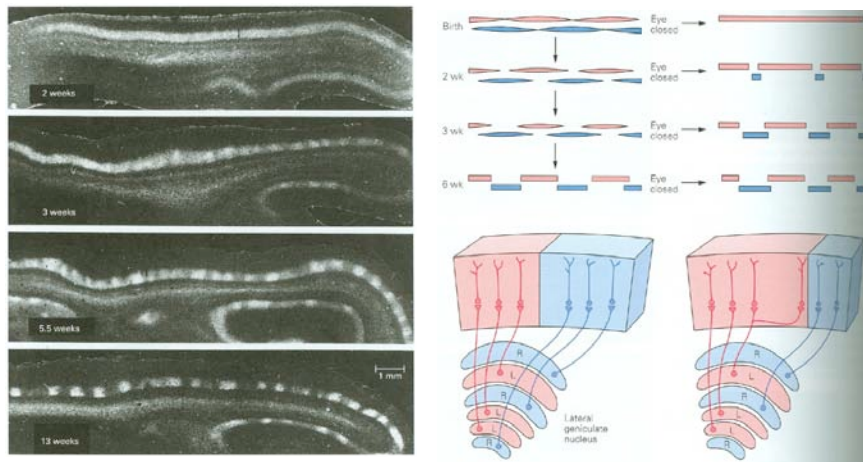 2 weeks
3 weeks
5.5 weeks
1 mm
13 weeks
Birth
Eye
closed
2 wk
Eye
closed
3 wk
Eye
closed
6 wk
Eye
closed
R
L
R
L
L
R
Lateral
geniculate
nucleus
R
L
R
L
L
R